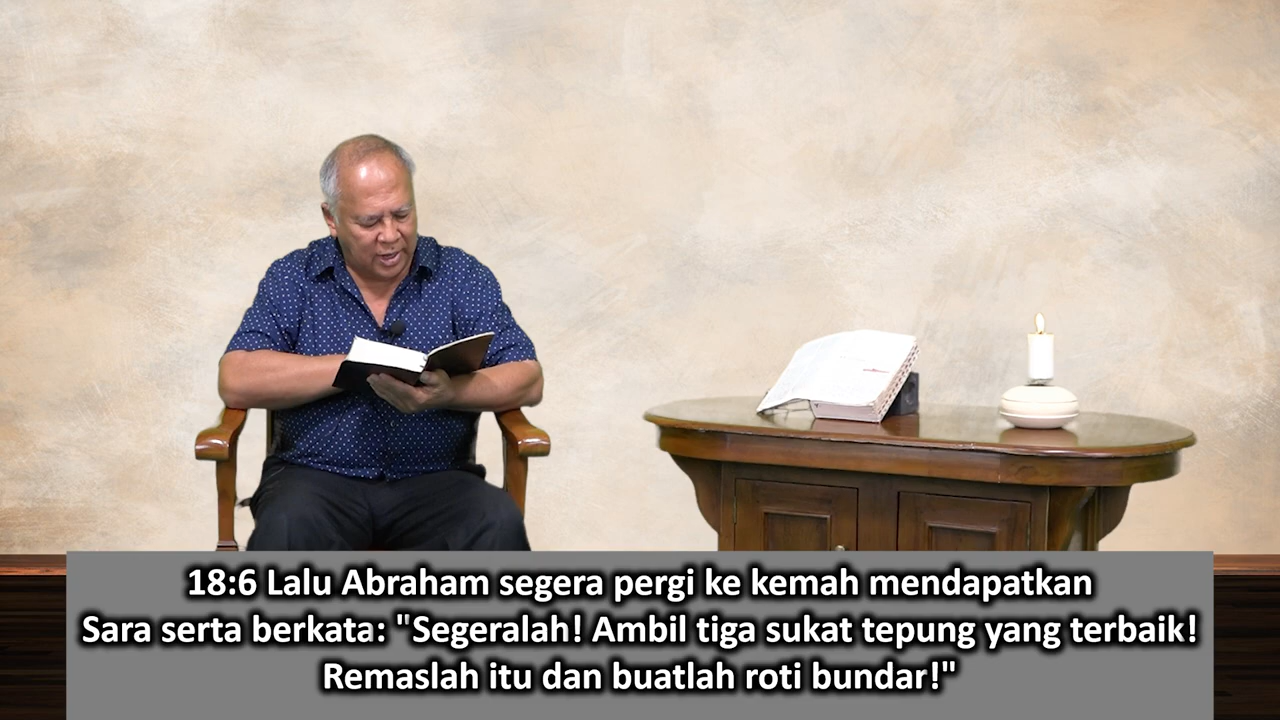 18:6 Lalu Abraham segera pergi ke kemah mendapatkan
Sara serta berkata: "Segeralah! Ambil tiga sukat tepung yang terbaik!
Remaslah itu dan buatlah roti bundar!"